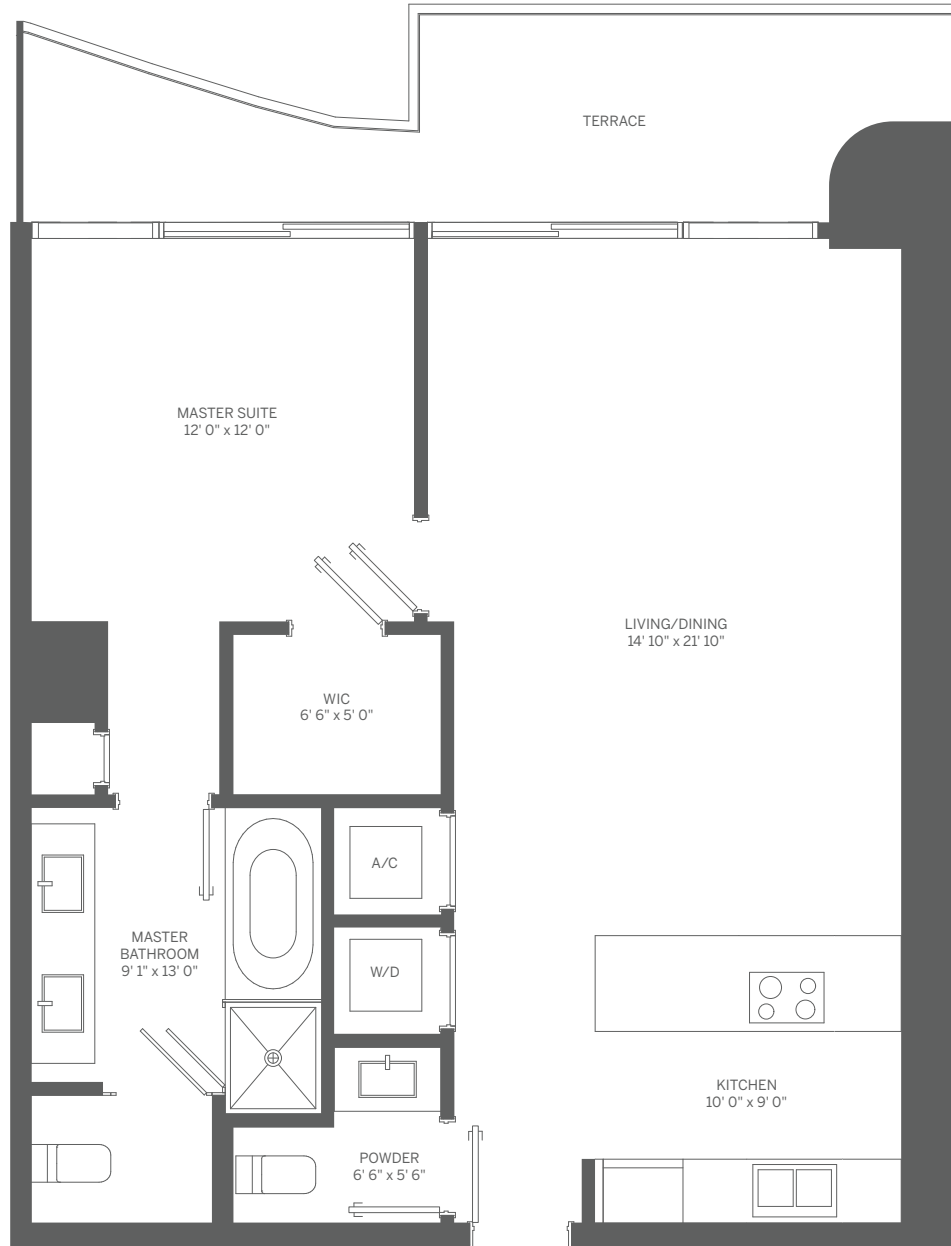 TERRACE
MASTER SUITE
12' 0" x 12' 0"
LIVING/DINING
14' 10" x 21' 10"
WIC
6' 6" x 5' 0"
A/C
MASTER
BATHROOM
9' 1" x 13' 0"
W/D
KITCHEN
10' 0" x 9' 0"
POWDER
6' 6" x 5' 6"